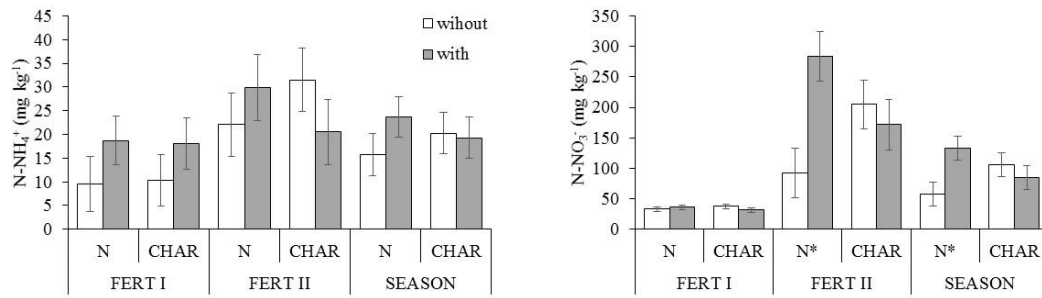 45
40
35
30
25
20
15
10
5
0
N-NH₄⁺ (mg kg⁻¹)
wihout
with
N CHAR N CHAR N CHAR
FERT I FERT II SEASON
350
300
250
200
150
100
50
0
N-NO₃⁻ (mg kg⁻¹)
N CHAR N* CHAR N* CHAR
FERT I FERT II SEASON